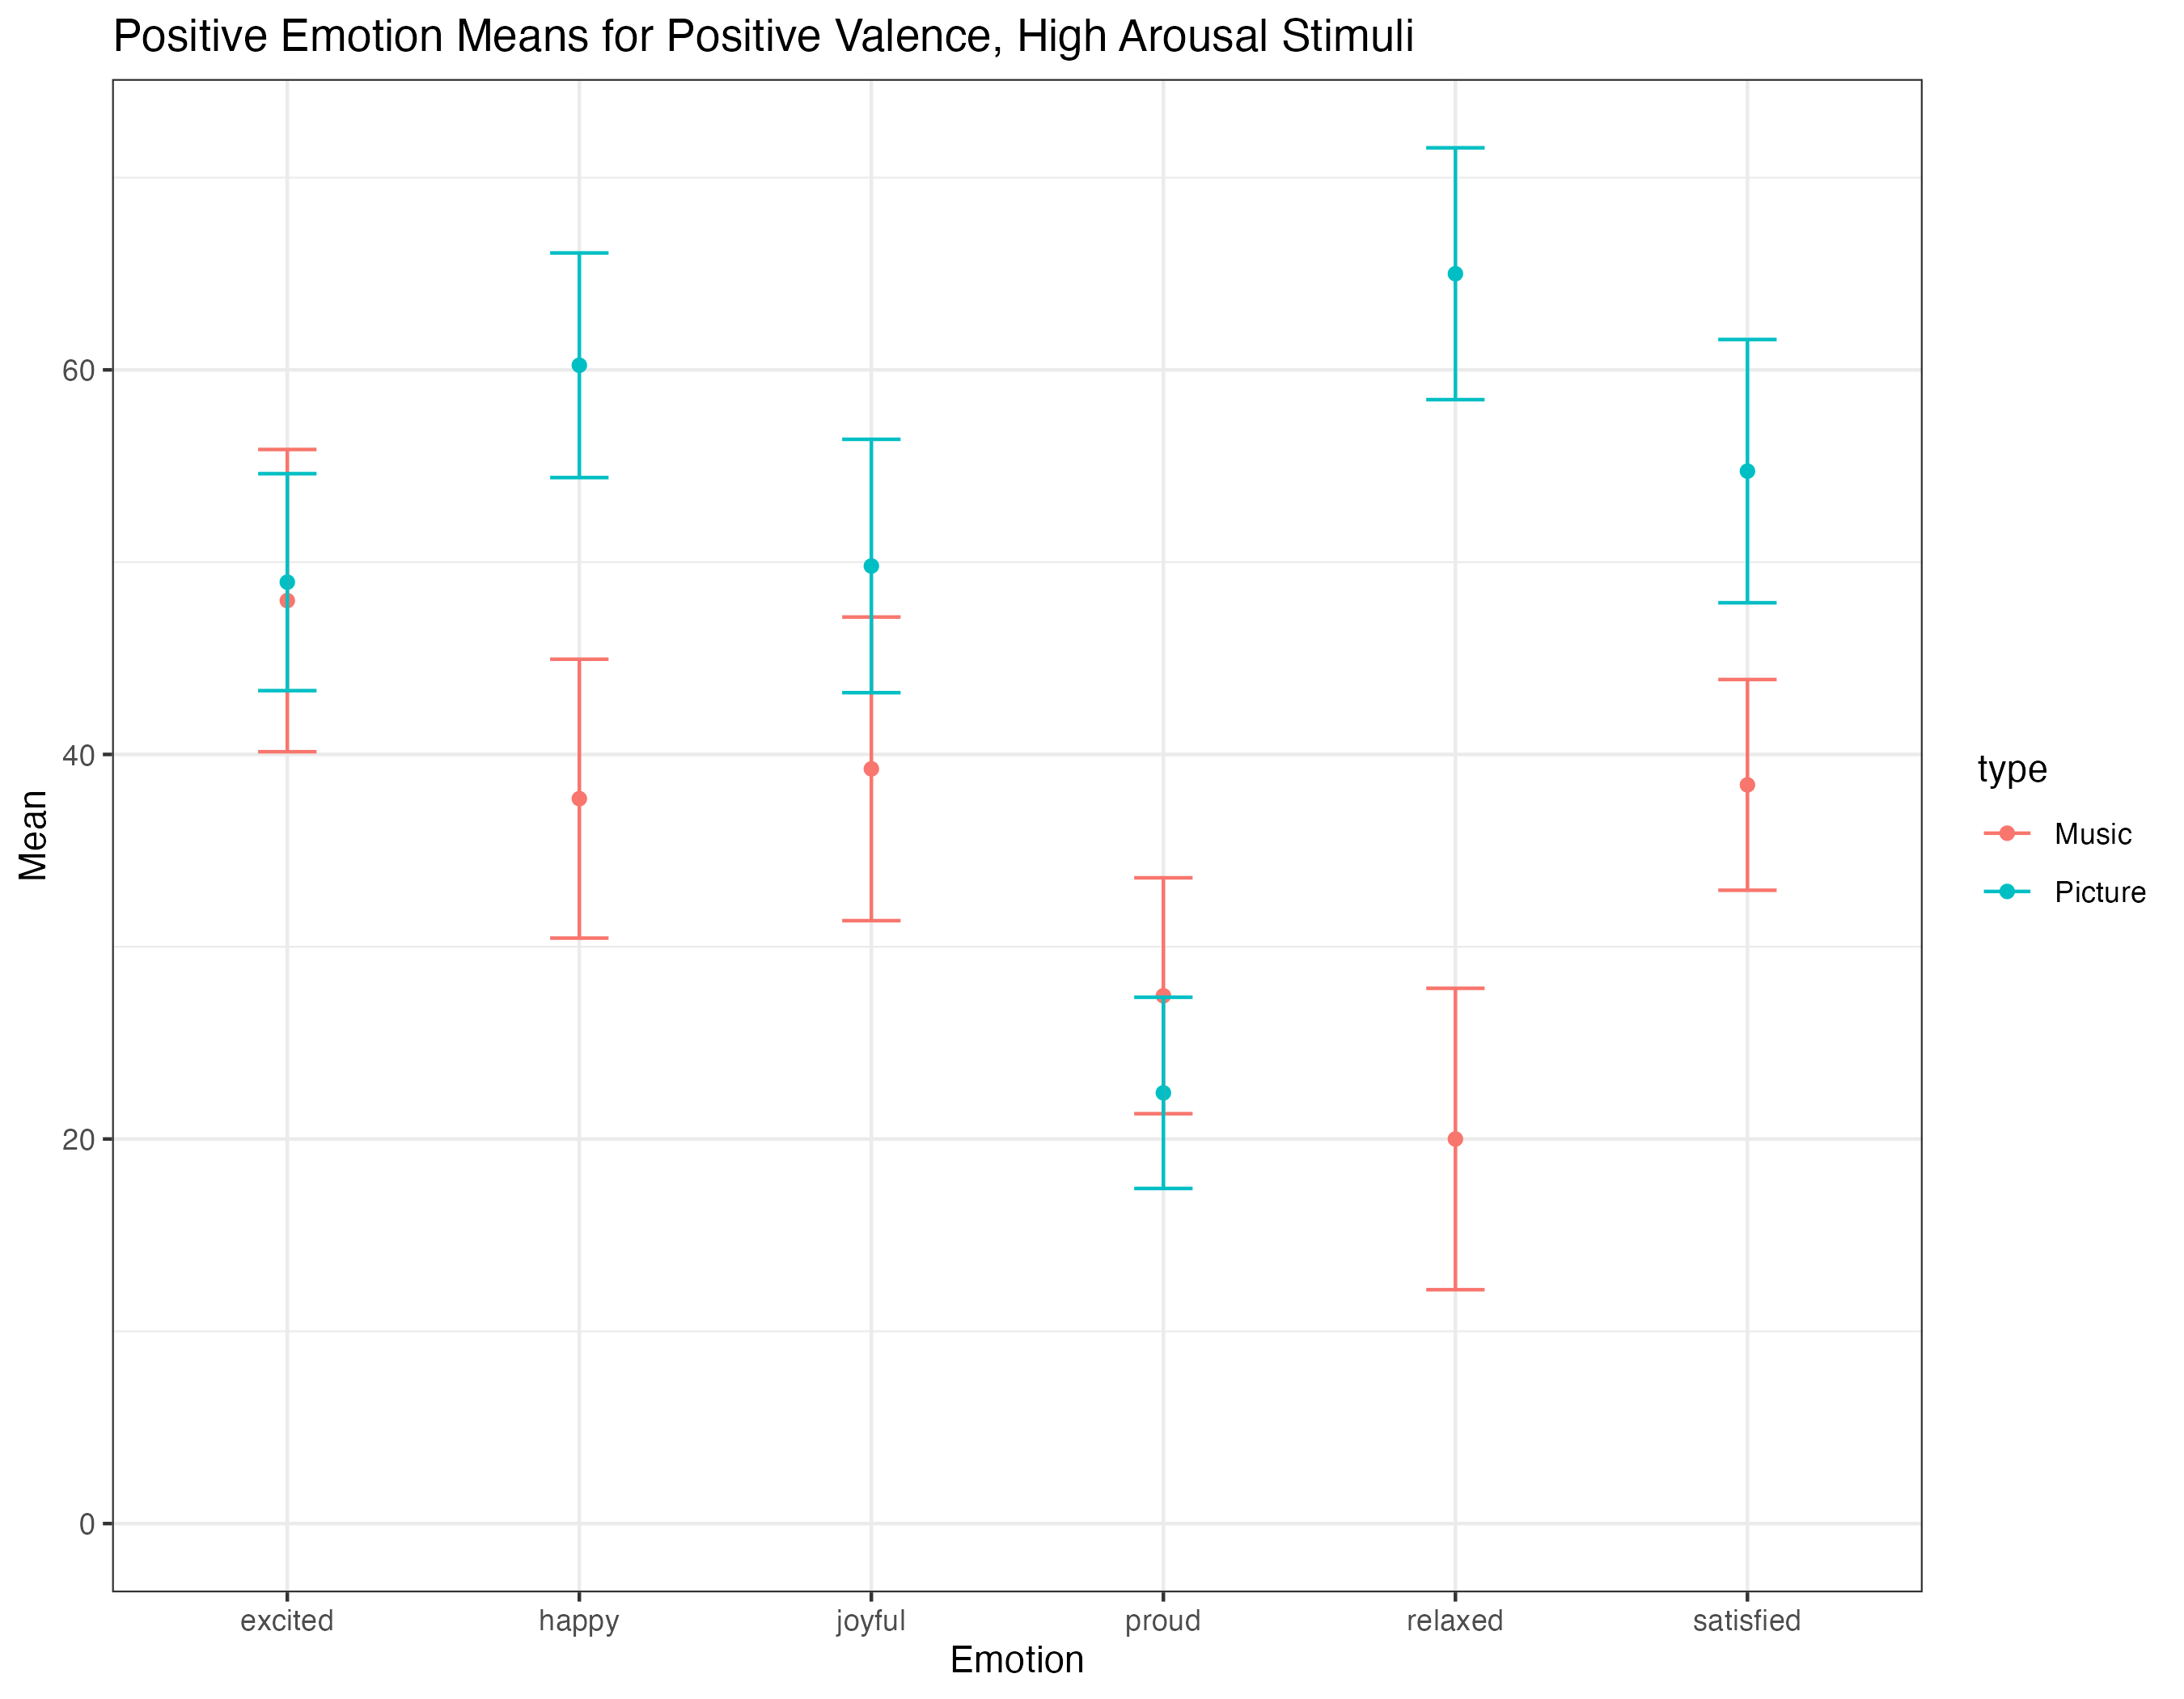 Positive Emotion Means for Positive Valence, High Arousal Stimuli
Mean
60
40
20
0
excited happy joyful proud relaxed satisfied
Emotion
type
Music
Picture